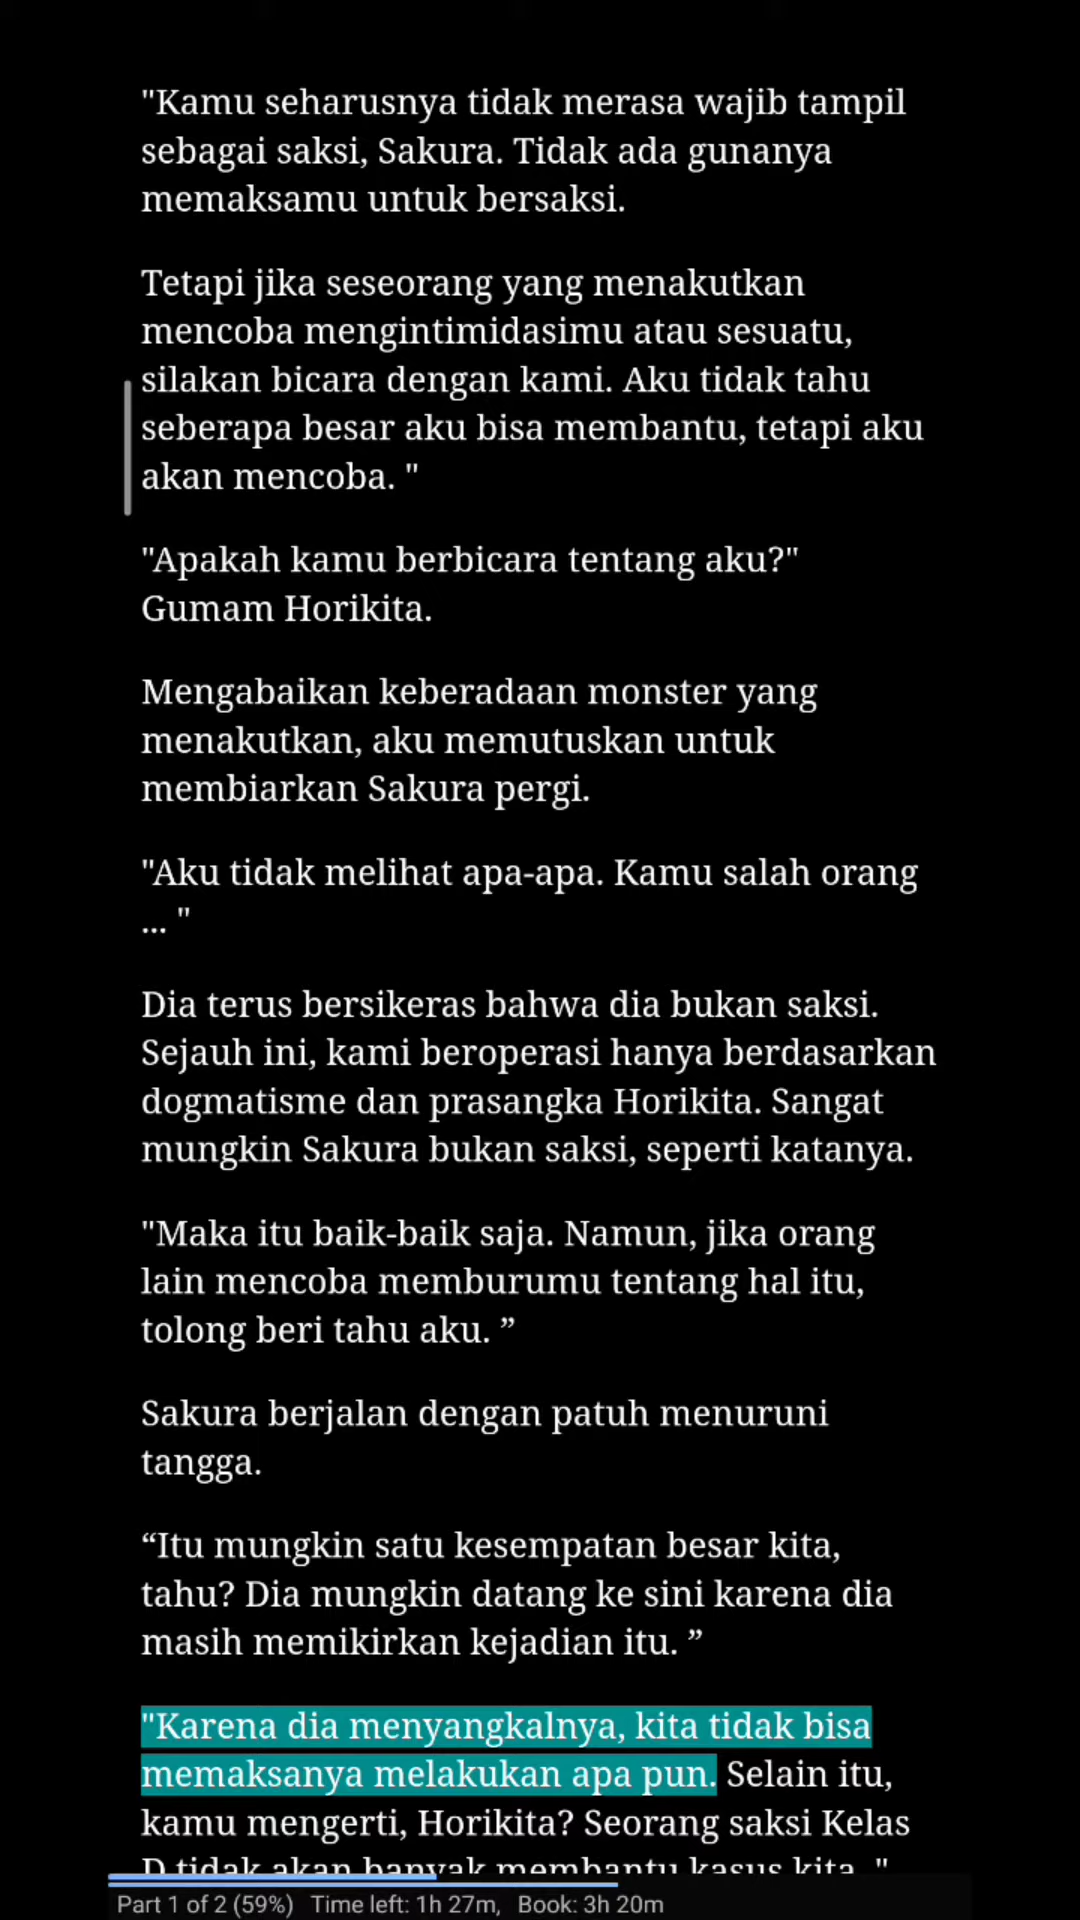 "Kamu seharusnya tidak merasa wajib tampil
sebagai saksi, Sakura. Tidak ada gunanya
memaksamu untuk bersaksi.
Tetapi jika seseorang yang menakutkan
mencoba mengintimidasimu atau sesuatu,
silakan bicara dengan kami. Aku tidak tahu
seberapa besar aku bisa membantu, tetapi aku
akan mencoba. "
"Apakah kamu berbicara tentang aku?"
Gumam Horikita.
Mengabaikan keberadaan monster yang
menakutkan, aku memutuskan untuk
membiarkan Sakura pergi.
"Aku tidak melihat apa-apa. Kamu salah orang
... "
Dia terus bersikeras bahwa dia bukan saksi.
Sejauh ini, kami beroperasi hanya berdasarkan
dogmatisme dan prasangka Horikita. Sangat
mungkin Sakura bukan saksi, seperti katanya.
"Maka itu baik-baik saja. Namun, jika orang
lain mencoba memburumu tentang hal itu,
tolong beri tahu aku. ”
Sakura berjalan dengan patuh menuruni
tangga.
“Itu mungkin satu kesempatan besar kita,
tahu? Dia mungkin datang ke sini karena dia
masih memikirkan kejadian itu. ”
"Karena dia menyangkalnya, kita tidak bisa
memaksanya melakukan apa pun. Selain itu,
kamu mengerti, Horikita? Seorang saksi Kelas
D tidak akan banyak membantu kasus kita. "
Part 1 of 2 (59%) Time left: 1h 27m, Book: 3h 20m